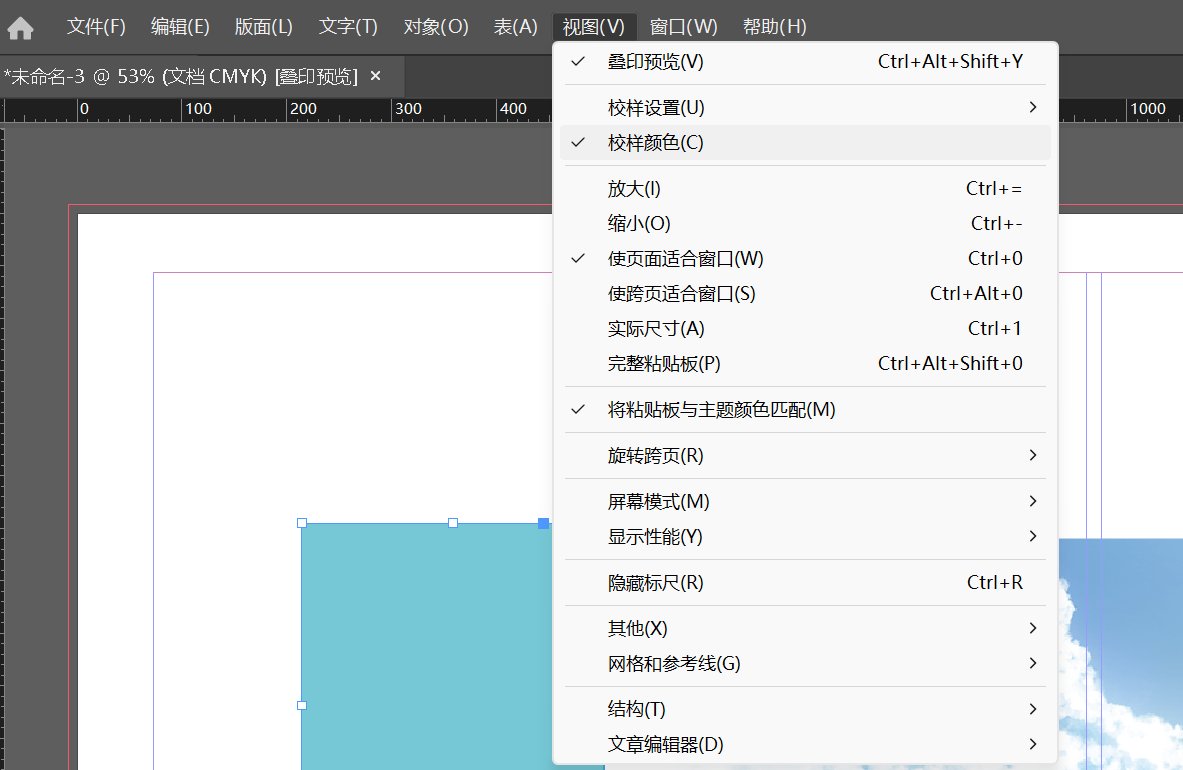 文件(F) 编辑(E) 版面(L) 文字(T) 对象(O) 表(A) 视图(V) 窗口(W) 帮助(H)
*未命名-3 @ 53% (文档 CMYK) [叠印预览] ×
0 100 200 300 400 1000
叠印预览(V) Ctrl+Alt+Shift+Y
校样设置(U)
校样颜色(C)
放大(I) Ctrl+=
缩小(O) Ctrl+-
使页面适合窗口(W) Ctrl+0
使跨页适合窗口(S) Ctrl+Alt+0
实际尺寸(A) Ctrl+1
完整粘贴板(P) Ctrl+Alt+Shift+0
将粘贴板与主题颜色匹配(M)
旋转跨页(R)
屏幕模式(M)
显示性能(Y)
隐藏标尺(R) Ctrl+R
其他(X)
网格和参考线(G)
结构(T)
文章编辑器(D)